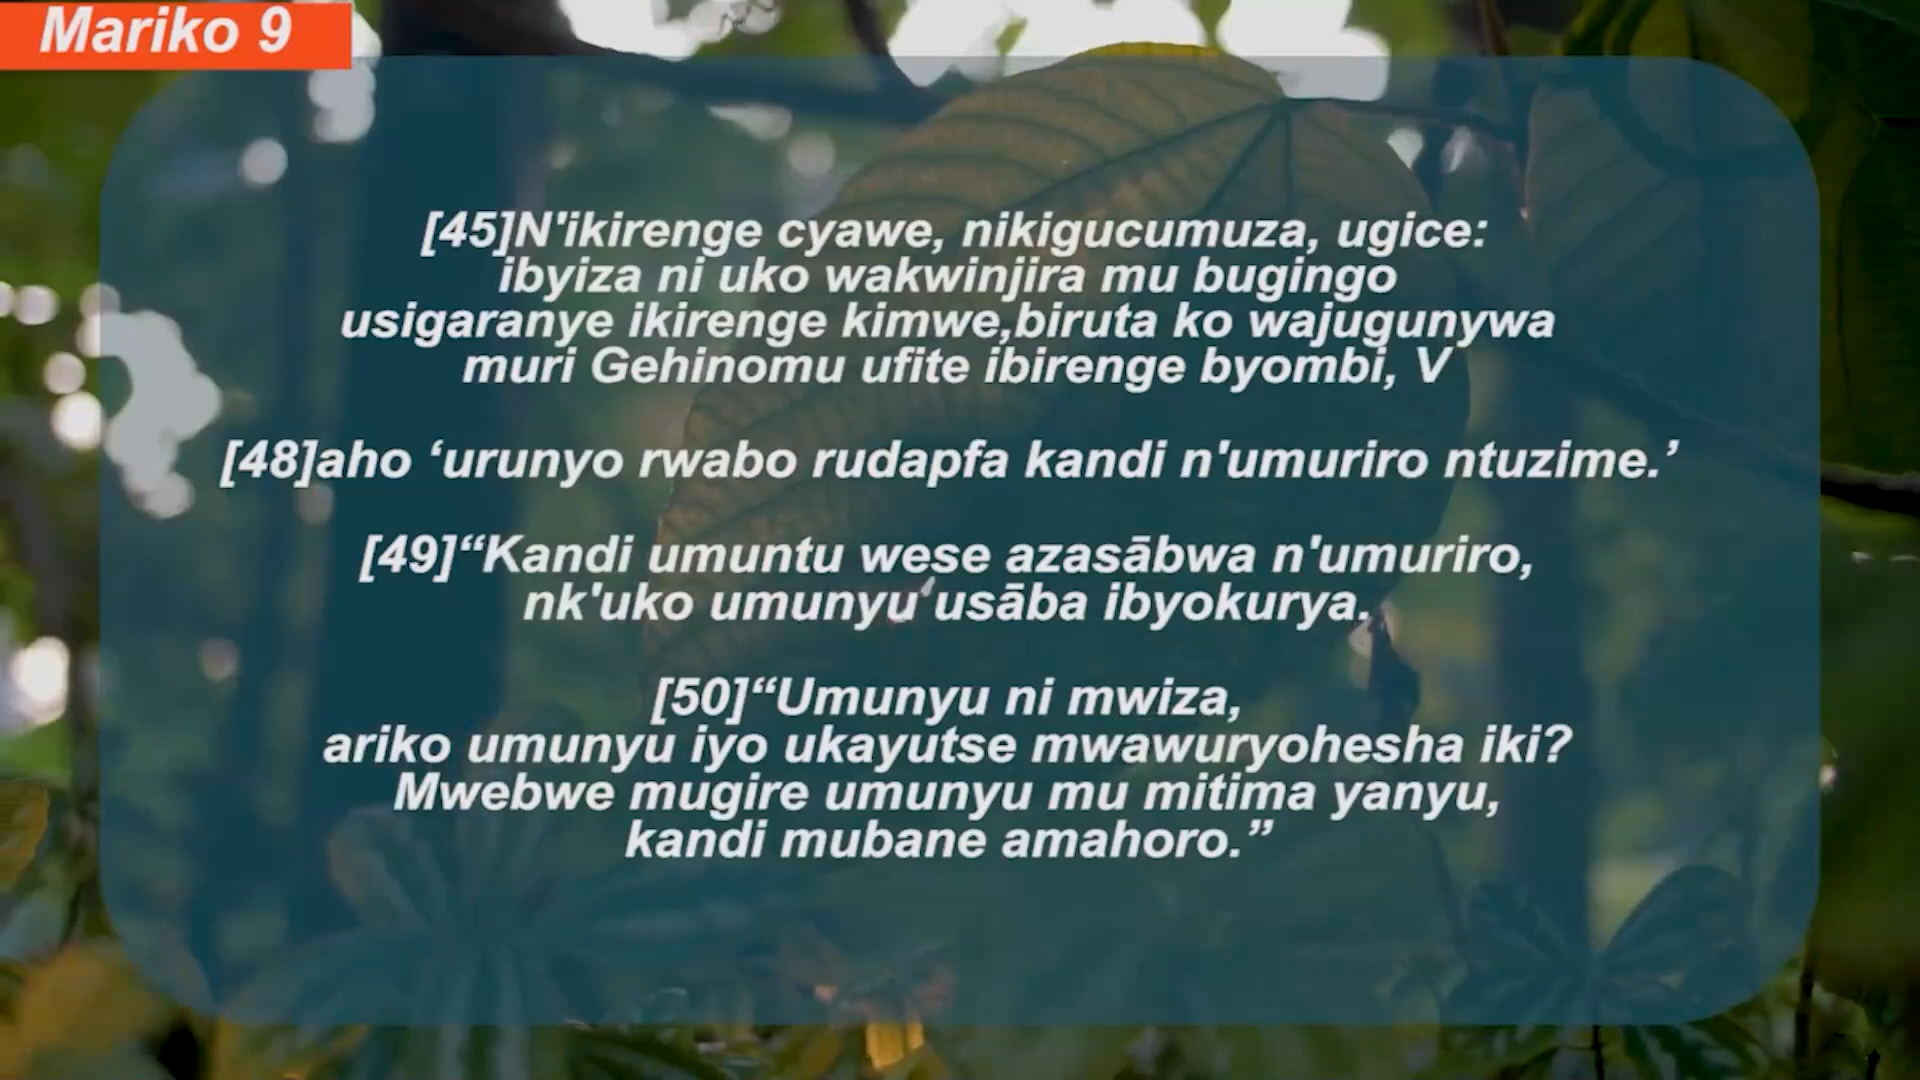 Mariko 9
[45]N'ikirenge cyawe, nikigucumuza, ugice:
ibyiza ni uko wakwinjira mu bugingo
usigaranye ikirenge kimwe,biruta ko wajugunywa
muri Gehinomu ufite ibirenge byombi, V
[48]aho ‘urunyo rwabo rudapfa kandi n'umuriro ntuzime.’
[49]“Kandi umuntu wese azasābwa n'umuriro,
nk'uko umunyu usāba ibyokurya.
[50]“Umunyu ni mwiza,
ariko umunyu iyo ukayutse mwawuryohesha iki?
Mwebwe mugire umunyu mu mitima yanyu,
kandi mubane amahoro.”